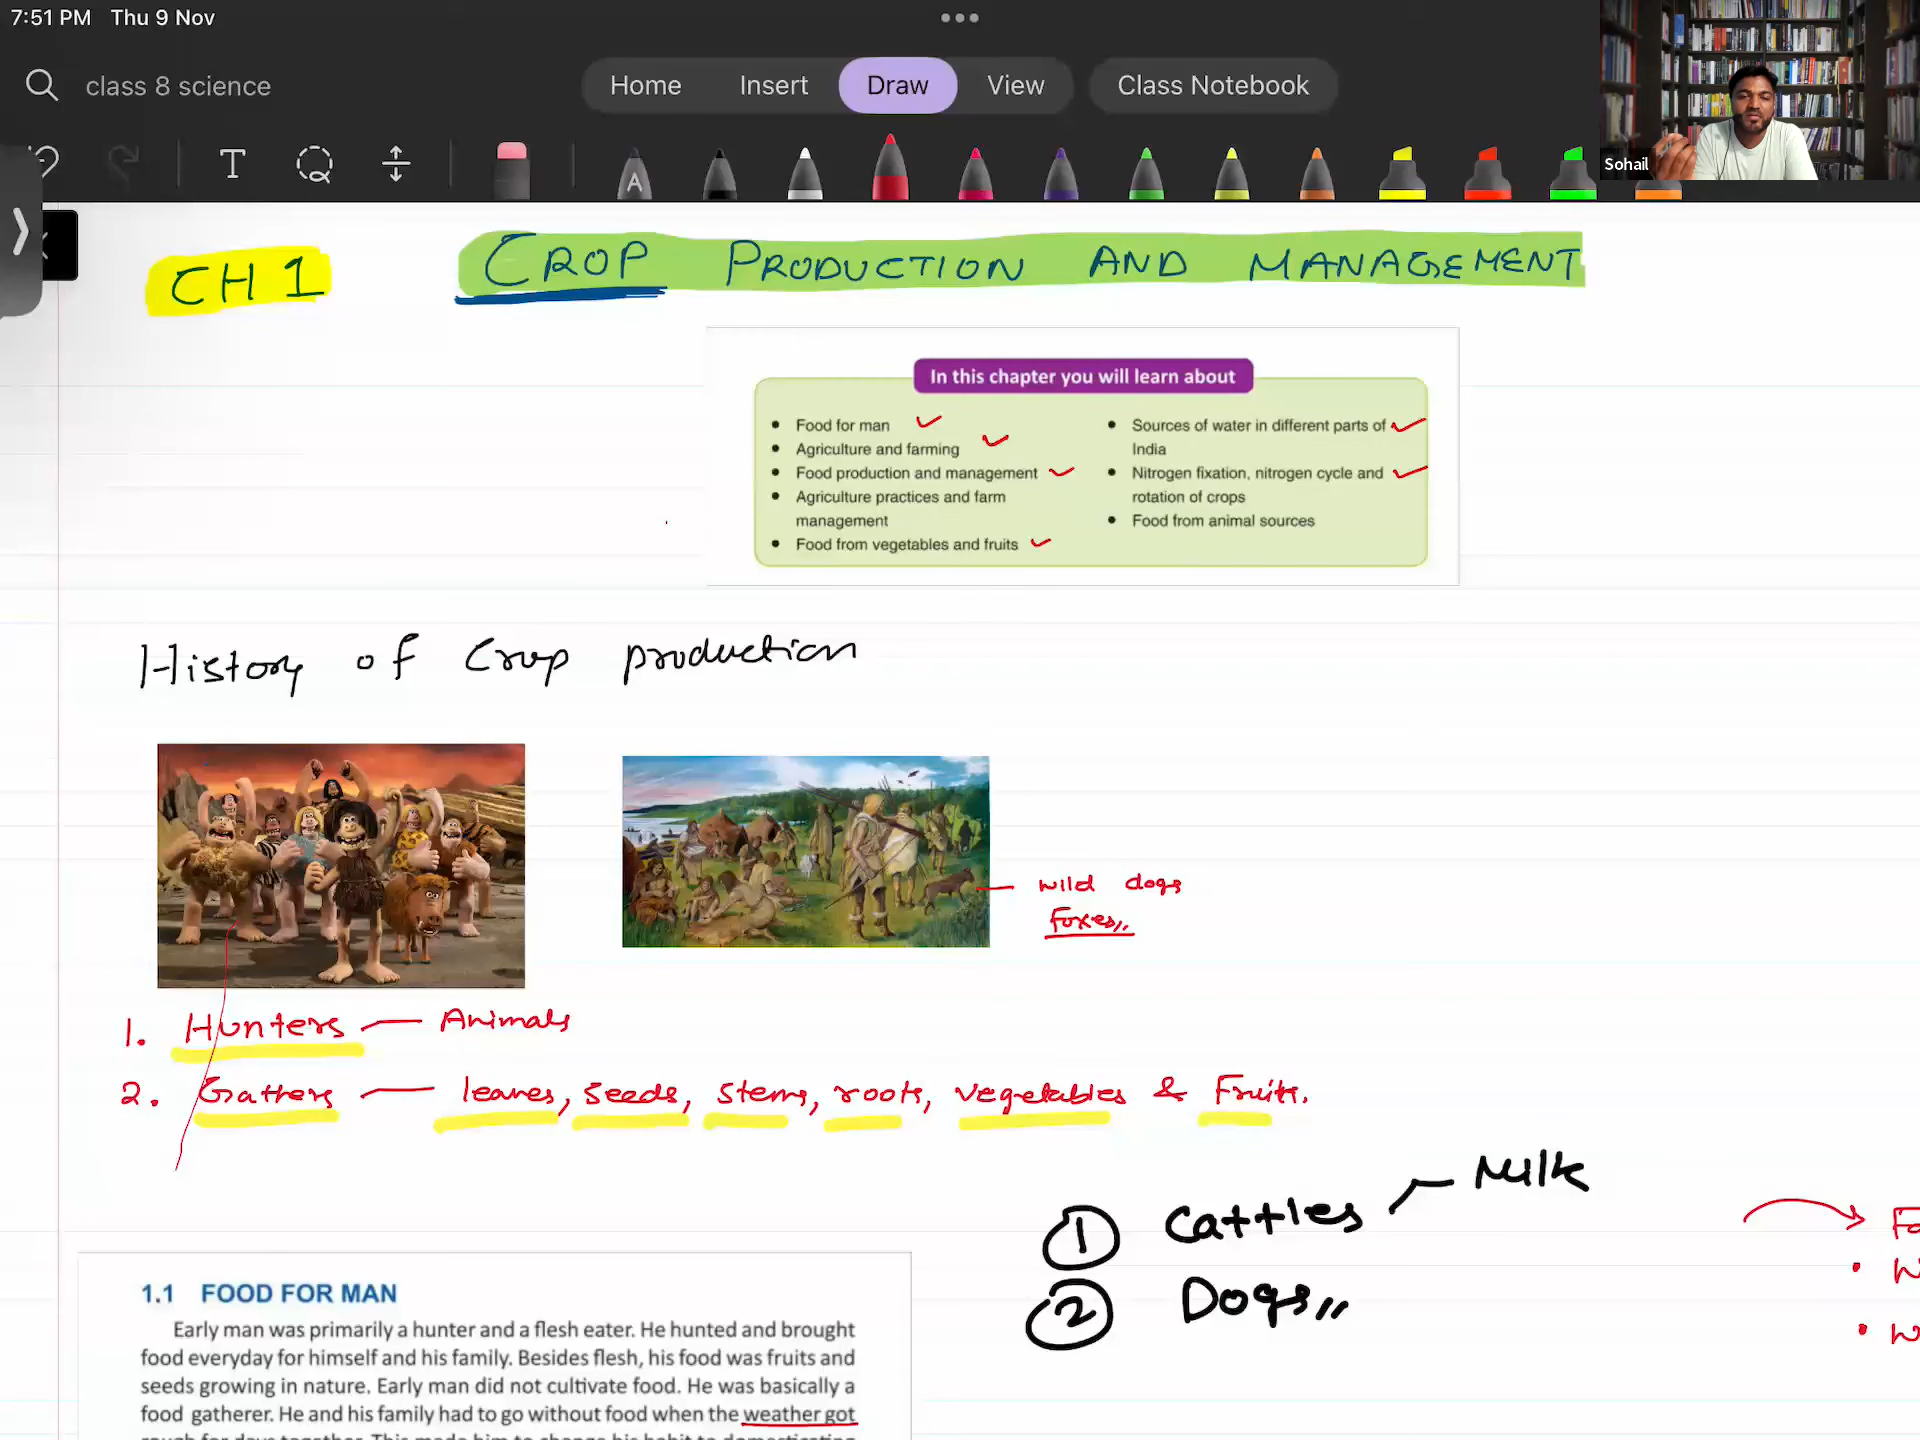 7:51 PM Thu 9 Nov
class 8 science
Home Insert Draw View Class Notebook
T
A
Sohail
CH 1 CROP PRODUCTION AND MANAGEMENT
In this chapter you will learn about
• Food for man
• Agriculture and farming
• Food production and management
• Agriculture practices and farm
management
• Food from vegetables and fruits
• Sources of water in different parts of
India
• Nitrogen fixation, nitrogen cycle and
rotation of crops
• Food from animal sources
History of Crop production
wild dogs
Foxes,,
1. Hunters — Animals
2. Gathers — leaves, seeds, stems, roots, vegetables & Fruits.
1 Cattles — Milk
2 Dogs,,
1.1 FOOD FOR MAN
Early man was primarily a hunter and a flesh eater. He hunted and brought
food everyday for himself and his family. Besides flesh, his food was fruits and
seeds growing in nature. Early man did not cultivate food. He was basically a
food gatherer. He and his family had to go without food when the weather got